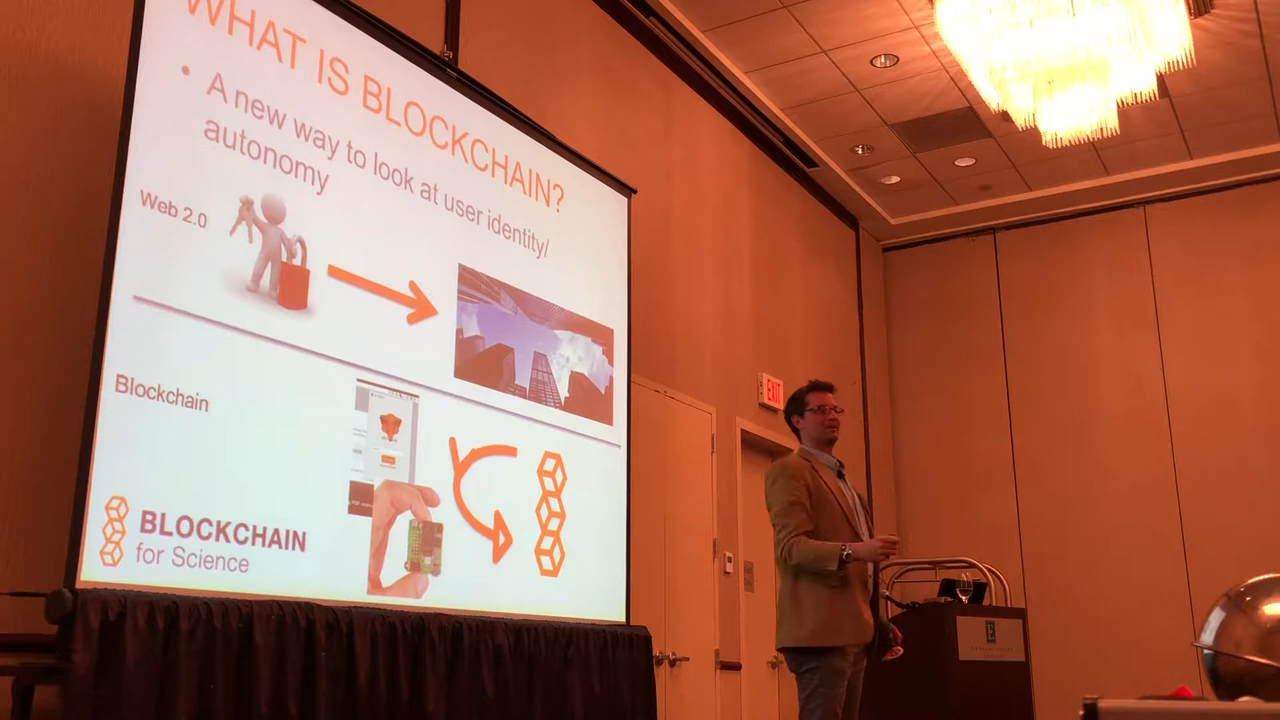 WHAT IS BLOCKCHAIN?
• A new way to look at user identity/
autonomy
Web 2.0
Blockchain
BLOCKCHAIN
for Science
EXIT
E